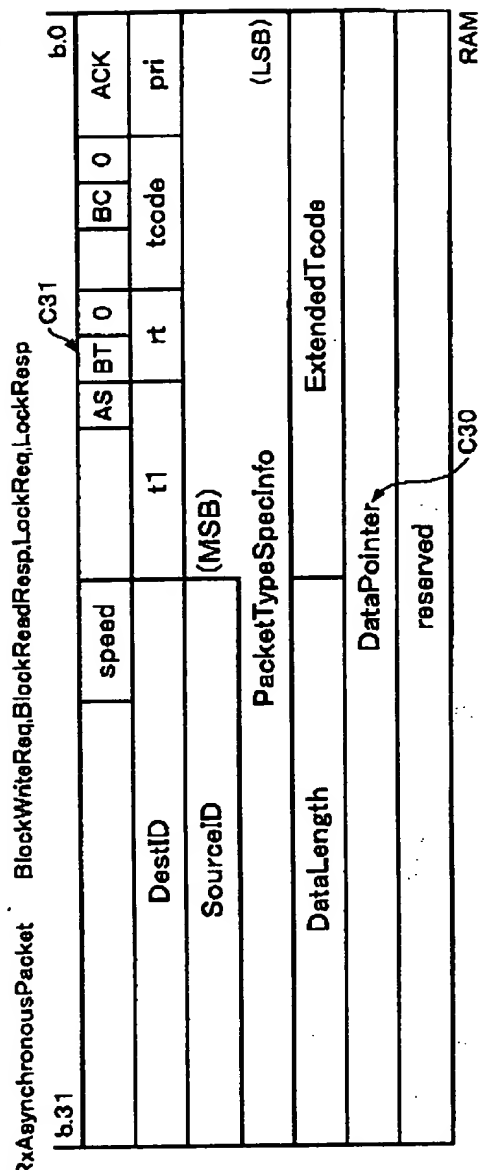 RxAsynchronousPacket BlockWriteReq,BlockReadResp,LockReq,LockResp
b.31 C31 b.0
speed AS BT 0 BC 0 ACK
DestID t1 rt tcode pri
SourceID (MSB)
PacketTypeSpecInfo (LSB)
DataLength ExtendedTcode
DataPointer
reserved
C30
RAM